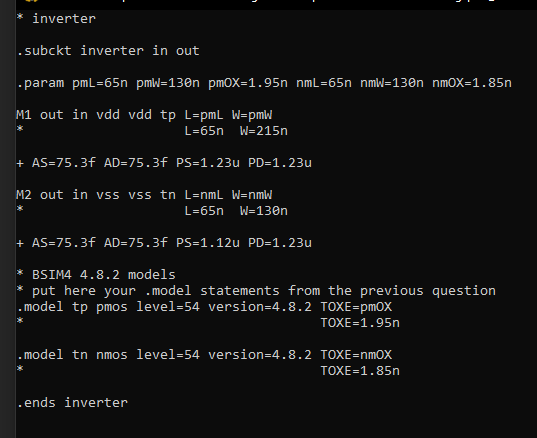 * inverter
.subckt inverter in out
.param pmL=65n pmW=130n pmOX=1.95n nmL=65n nmW=130n nmOX=1.85n
M1 out in vdd vdd tp L=pmL W=pmW
* L=65n W=215n
+ AS=75.3f AD=75.3f PS=1.23u PD=1.23u
M2 out in vss vss tn L=nmL W=nmW
* L=65n W=130n
+ AS=75.3f AD=75.3f PS=1.12u PD=1.23u
* BSIM4 4.8.2 models
* put here your .model statements from the previous question
.model tp pmos level=54 version=4.8.2 TOXE=pmOX
* TOXE=1.95n
.model tn nmos level=54 version=4.8.2 TOXE=nmOX
* TOXE=1.85n
.ends inverter